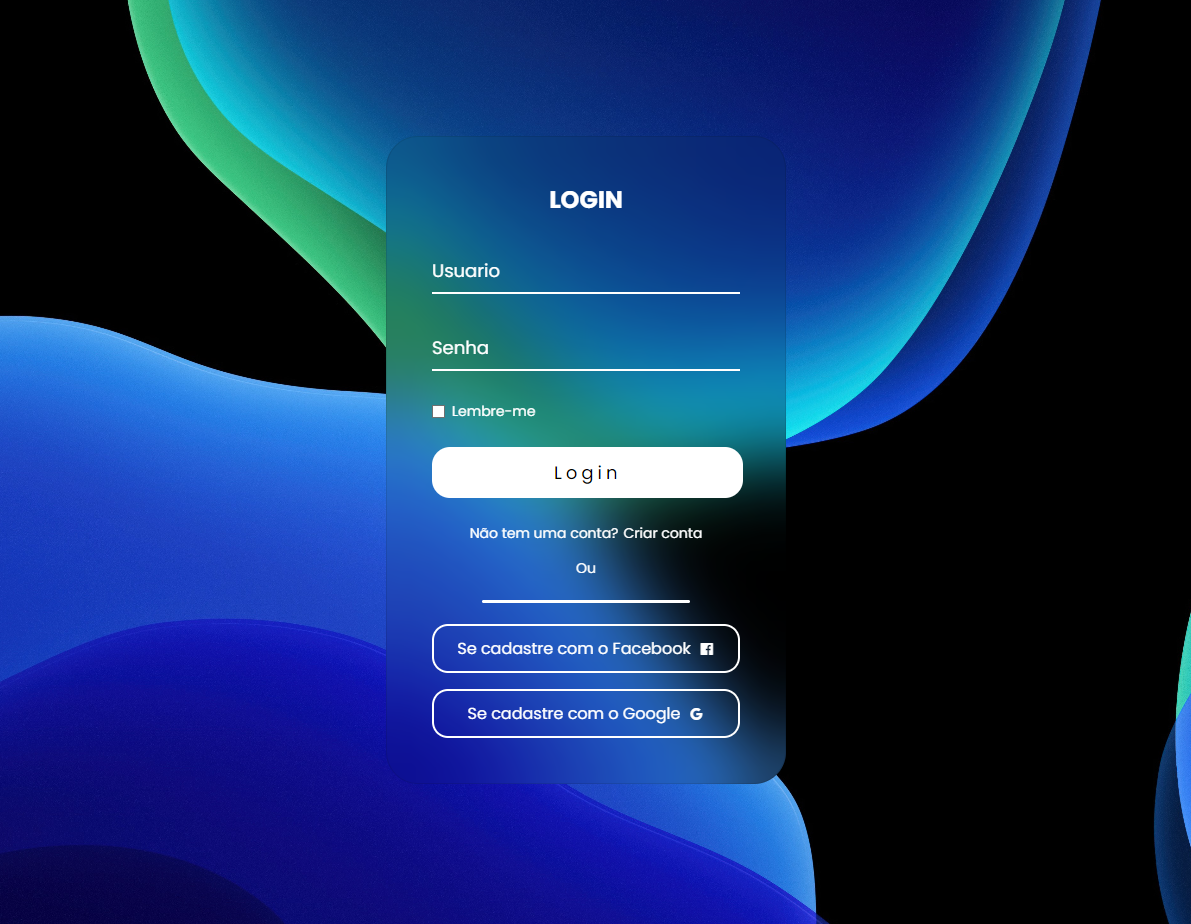 LOGIN
Usuario
Senha
Lembre-me
Login
Não tem uma conta? Criar conta
Ou
Se cadastre com o Facebook
Se cadastre com o Google